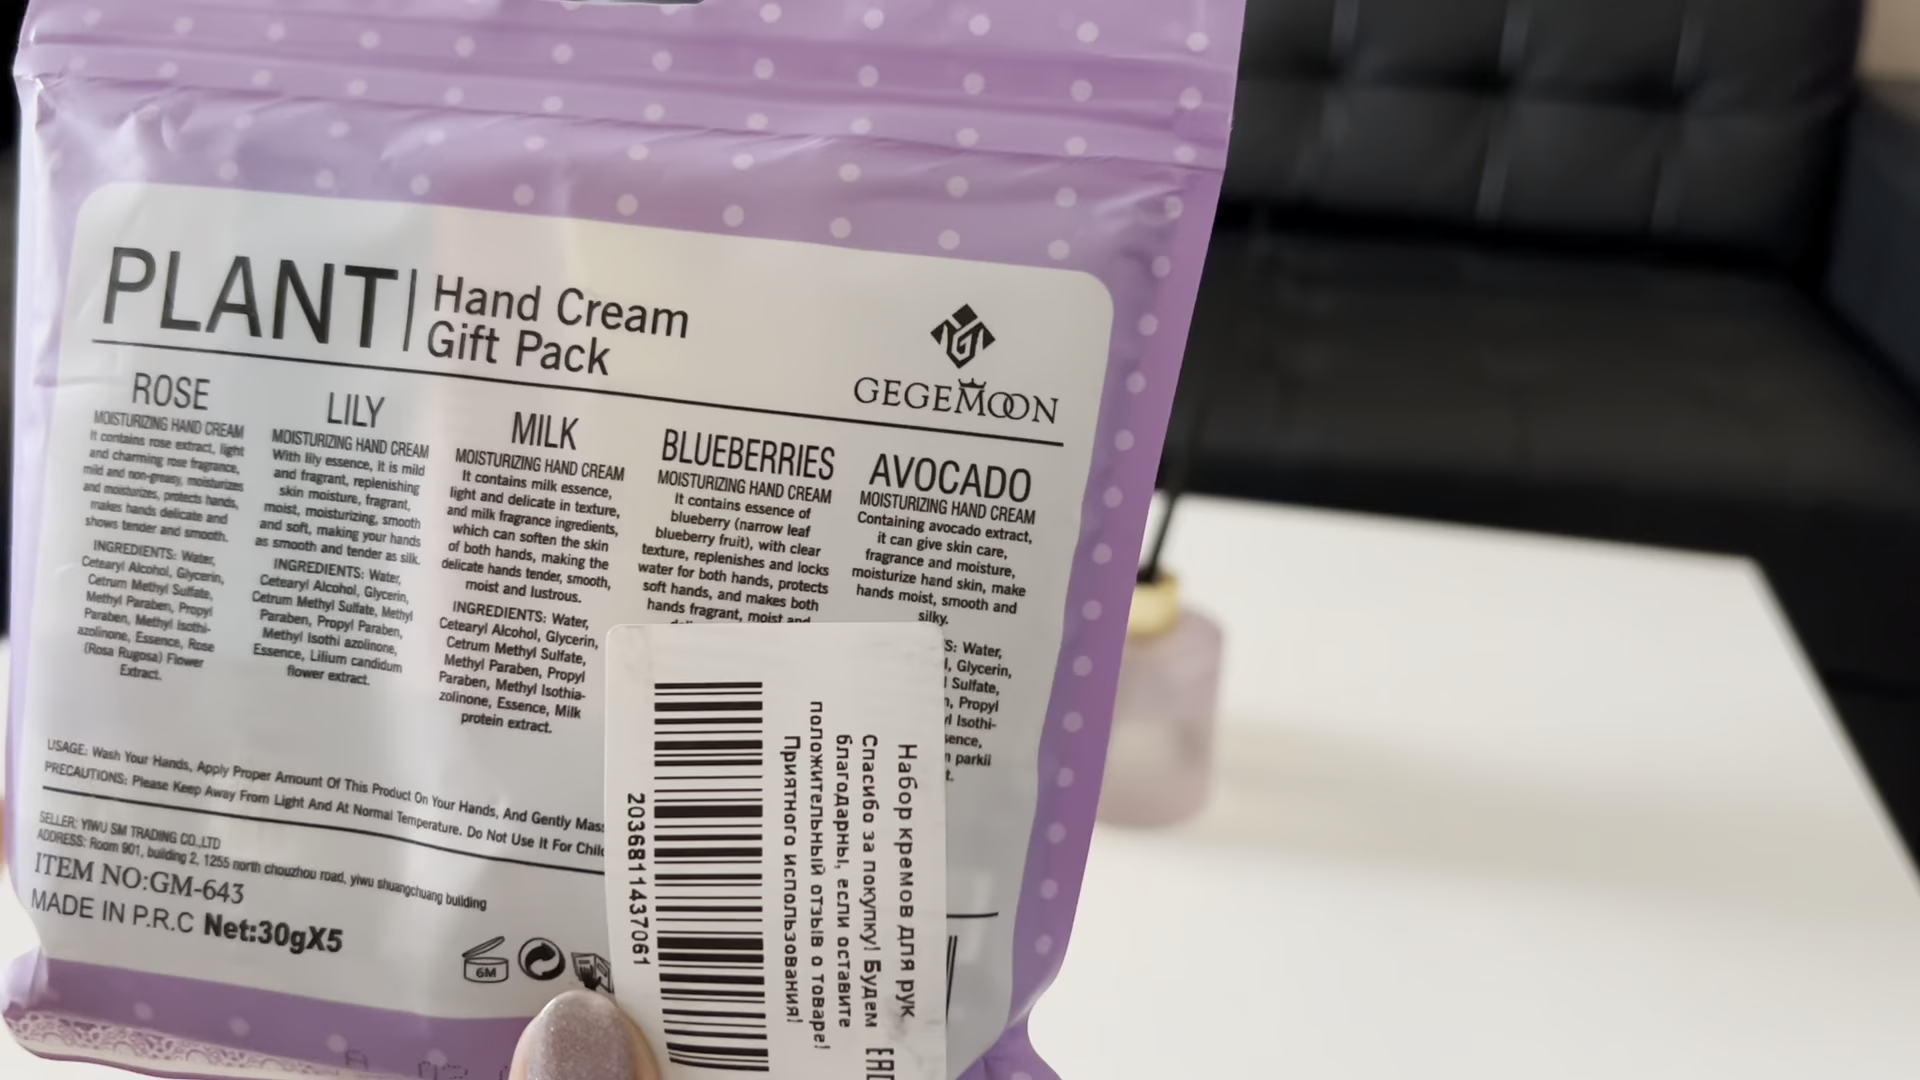 PLANT
Hand Cream
Gift Pack
GEGEMOON
ROSE
MOISTURIZING HAND CREAM
It contains rose extract, light
and charming rose fragrance,
mild and non-greasy, moisturizes
and moisturizes, protects hands,
makes hands delicate and
shows tender and smooth.
INGREDIENTS: Water,
Cetearyl Alcohol, Glycerin,
Cetrum Methyl Sulfate,
Methyl Paraben, Propyl
Paraben, Methyl Isothi-
azolinone, Essence, Rose
(Rosa Rugosa) Flower
Extract.
LILY
MOISTURIZING HAND CREAM
With lily essence, it is mild
and fragrant, replenishing
skin moisture, fragrant,
moist, moisturizing, smooth
and soft, making your hands
as smooth and tender as silk.
INGREDIENTS: Water,
Cetearyl Alcohol, Glycerin,
Cetrum Methyl Sulfate, Methyl
Paraben, Propyl Paraben,
Methyl Isothi azolinone,
Essence, Lilium candidum
flower extract.
MILK
MOISTURIZING HAND CREAM
It contains milk essence,
light and delicate in texture,
and milk fragrance ingredients,
which can soften the skin
of both hands, making the
delicate hands tender, smooth,
moist and lustrous.
INGREDIENTS: Water,
Cetearyl Alcohol, Glycerin,
Cetrum Methyl Sulfate,
Methyl Paraben, Propyl
Paraben, Methyl Isothia-
zolinone, Essence, Milk
protein extract.
BLUEBERRIES
MOISTURIZING HAND CREAM
It contains essence of
blueberry (narrow leaf
blueberry fruit), with clear
texture, replenishes and locks
water for both hands, protects
soft hands, and makes both
hands fragrant, moist and
AVOCADO
MOISTURIZING HAND CREAM
Containing avocado extract,
it can give skin care,
fragrance and moisture,
moisturize hand skin, make
hands moist, smooth and
silky.
Water,
Glycerin,
Sulfate,
Propyl
Isothi-
parkii
USAGE: Wash Your Hands, Apply Proper Amount Of This Product On Your Hands, And Gently
PRECAUTIONS: Please Keep Away From Light And At Normal Temperature. Do Not Use It For
SELLER: YIWU SM TRADING CO.,LTD
ADDRESS: Room 901, building 2, 1255 north chouzhou road, yiwu shuangchuang building
ITEM NO:GM-643
MADE IN P.R.C Net:30gX5
6M
Набор кремов для рук
Спасибо за покупку! Будем
благодарны, если оставите
положительный отзыв о товаре!
Приятного использования!
2036811437061
EAC